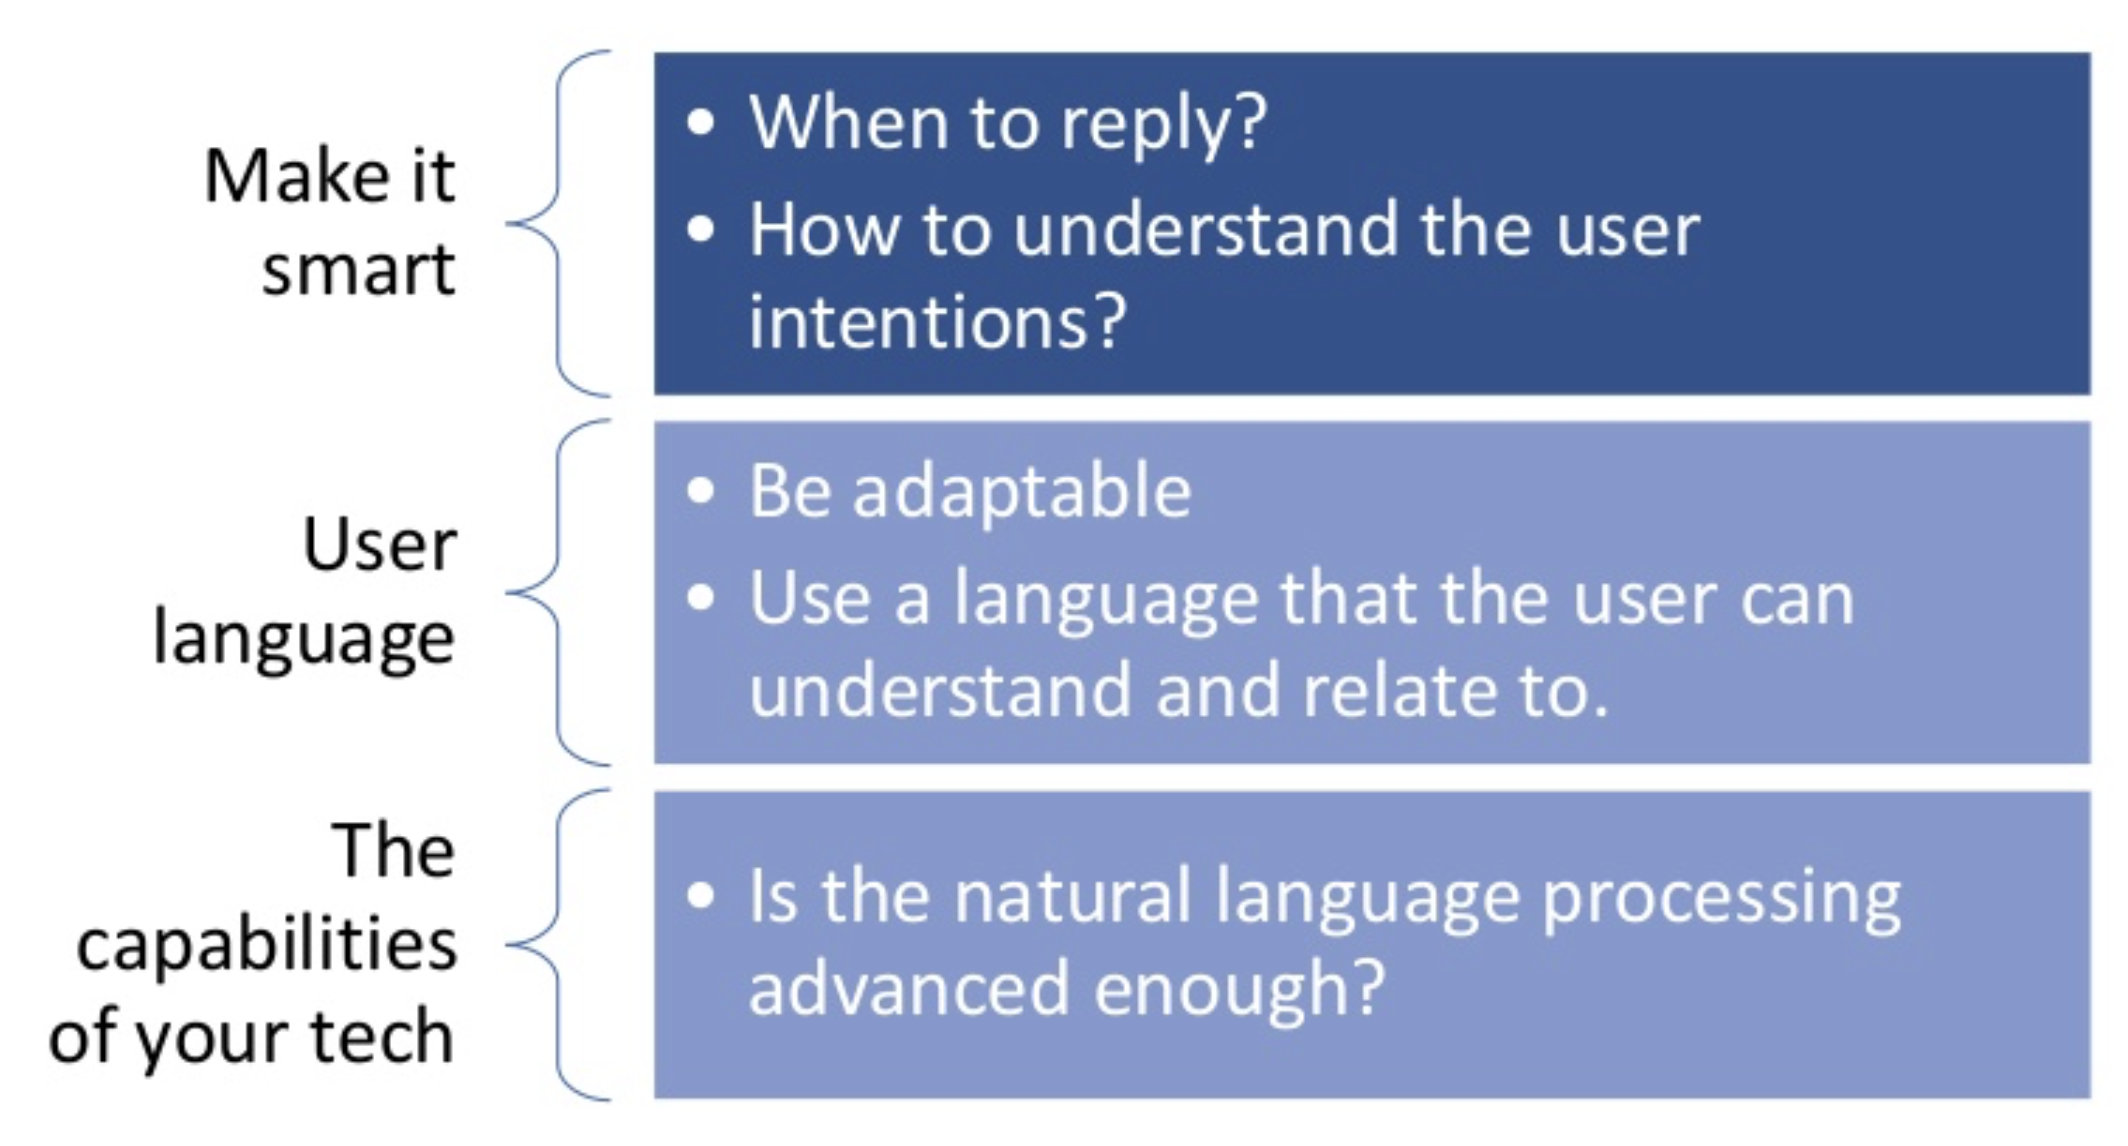 Make it
smart
• When to reply?
• How to understand the user
intentions?
User
language
• Be adaptable
• Use a language that the user can
understand and relate to.
The
capabilities
of your tech
• Is the natural language processing
advanced enough?